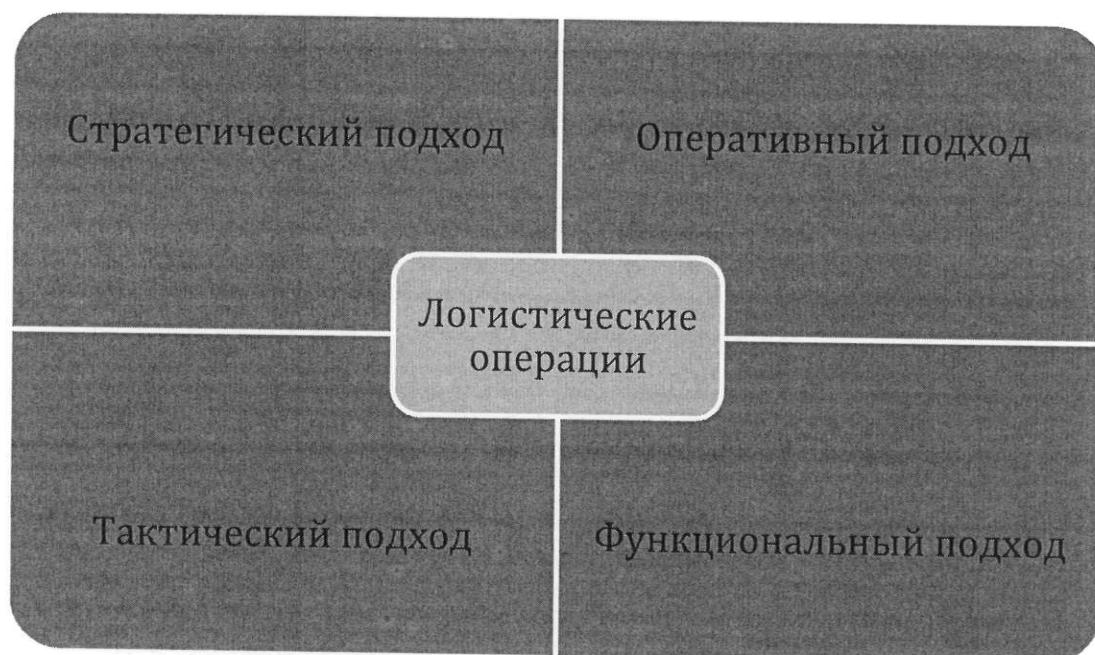 Стратегический подход
Оперативный подход
Логистические
операции
Тактический подход
Функциональный подход